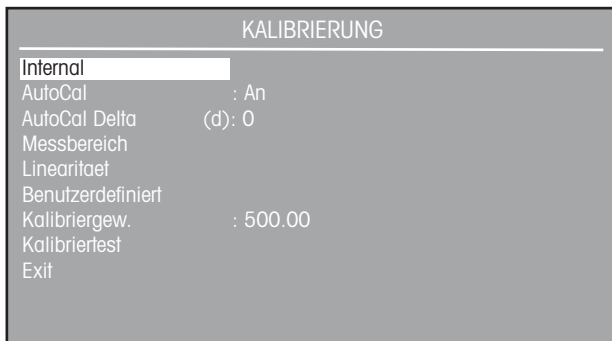 KALIBRIERUNG
Internal
AutoCal : An
AutoCal Delta (d): 0
Messbereich
Linearitaet
Benutzerdefiniert
Kalibriergew. : 500.00
Kalibriertest
Exit